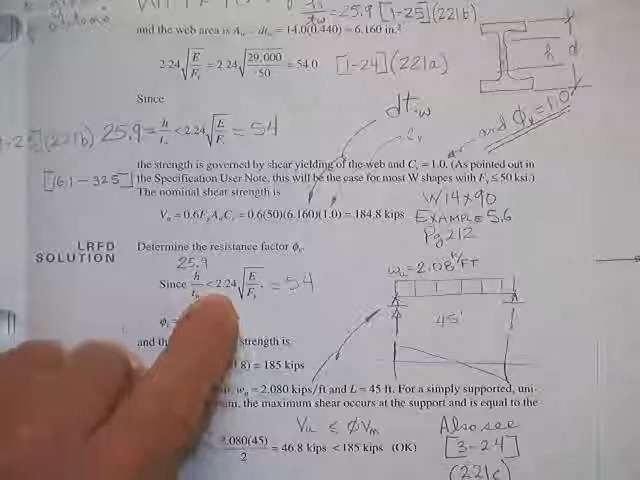 = 25.9 [1-25](221b)
and the web area is Aw = dtw = 14.0(0.440) = 6.160 in.²
2.24 √(E/Fy) = 2.24 √(29,000/50) = 54.0 [1-24](221a)
h
d
Since
dtw
and ϕv = 1.0
(221b) 25.9 = h/tw < 2.24 √(E/Fy) = 54
Cv
the strength is governed by shear yielding of the web and Cv = 1.0. (As pointed out in
[16.1 - 325] the Specification User Note, this will be the case for most W shapes with Fy ≤ 50 ksi.)
The nominal shear strength is
W14x90
Vn = 0.6FyAwCv = 0.6(50)(6.160)(1.0) = 184.8 kips
EXAMPLE 5.6
Pg 212
LRFD
SOLUTION
Determine the resistance factor ϕv.
25.9
Since h/tw < 2.24 √(E/Fy), = 54
wu = 2.08 K/FT
45'
strength is
= 185 kips
wu = 2.080 kips/ft and L = 45 ft. For a simply supported, uni-
the maximum shear occurs at the support and is equal to the
Vu ≤ ϕVn
2.080(45)/2 = 46.8 kips < 185 kips (OK)
Also see
[3-24]
(221c)